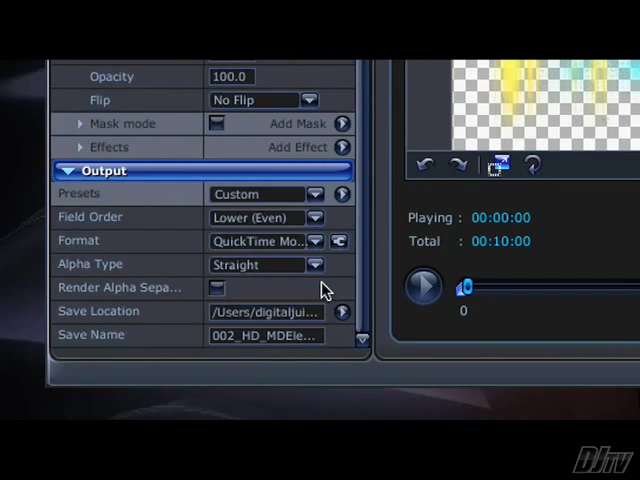 Opacity 100.0
Flip No Flip
Mask mode Add Mask
Effects Add Effect
Output
Presets Custom
Field Order Lower (Even)
Format QuickTime Mo...
Alpha Type Straight
Render Alpha Sepa...
Save Location /Users/digitaljui...
Save Name 002_HD_MDEle...
Playing : 00:00:00
Total : 00:10:00
0
DJTV